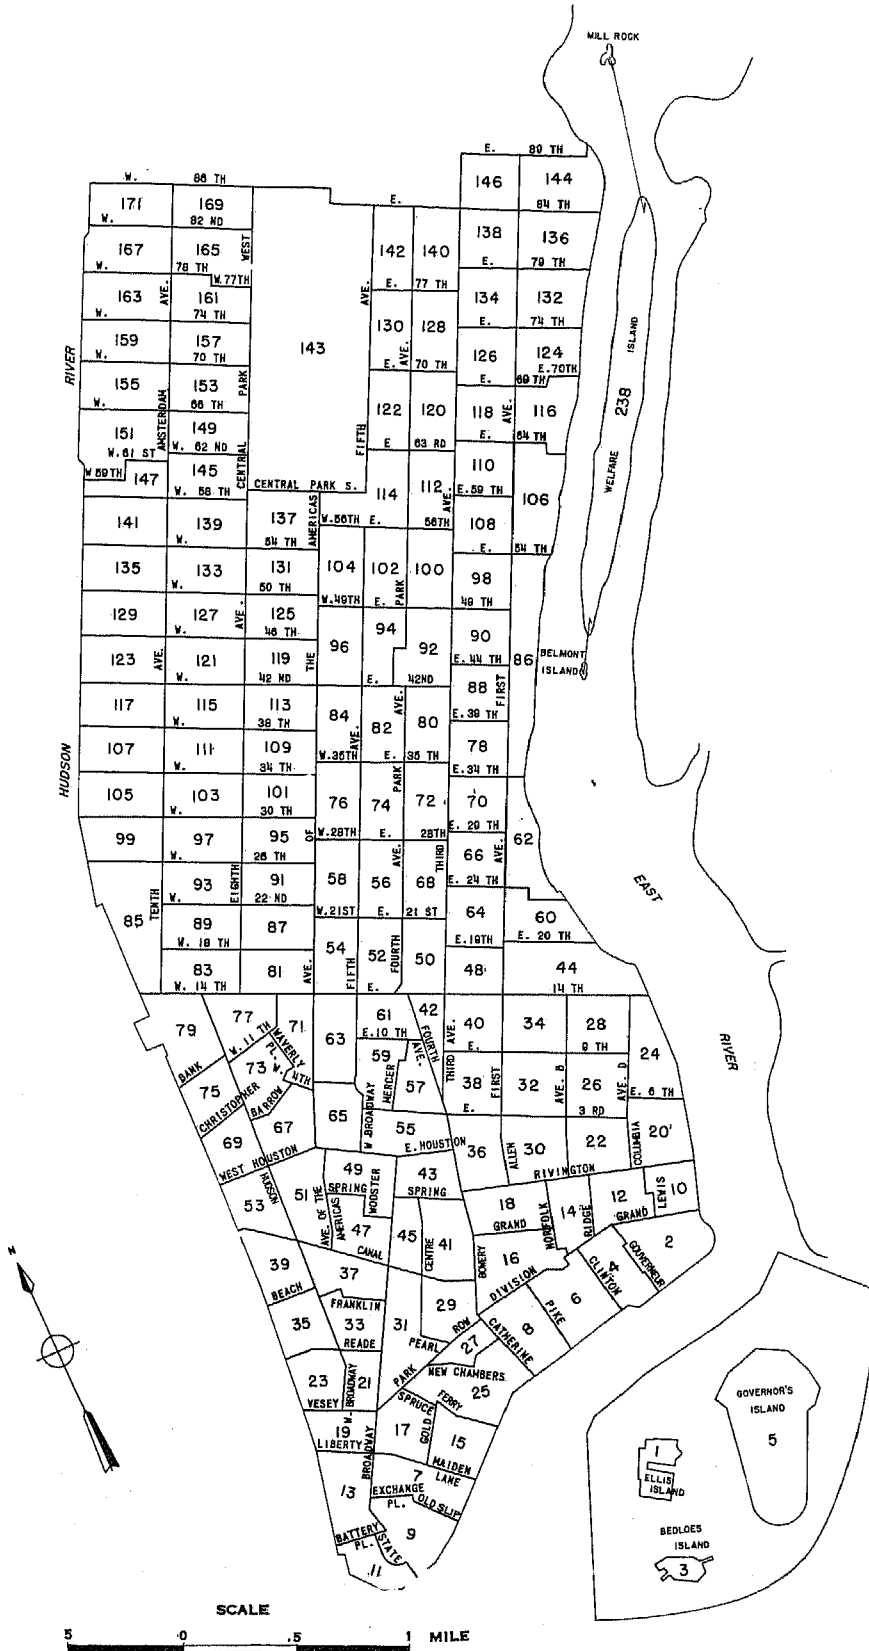 MILL ROCK
E. 89 TH
W. 86 TH
146 144
E.
171 169
84 TH
W. 82 ND
138 136
WEST
142 140
167 165
E. 79 TH
W. 78 TH
W. 77TH
E. 77 TH
AVE.
AVE.
163 161
134 132
W. 74 TH
E. 74 TH
130 128
ISLAND
RIVER
159 157
143
AVE.
126 124
W. 70 TH
E. 70 TH
E. 70TH
E. 69TH
155 153
PARK
238
W. 66 TH
122 120
118 AVE. 116
AMSTERDAM
151 149
FIFTH
E. 64TH
W. 61 ST
W. 62 ND
E 63 RD
CENTRAL
WELFARE
W 59TH
147 145
110
W. 58 TH
CENTRAL PARK S.
114 112
E. 59 TH
106
AVE.
141 139 137
AMERICAS
W. 56TH E. 56TH
108
W. 54 TH
E. 54 TH
135 133 131
104 102 100
98
W. 50 TH
PARK
W. 49TH E.
49 TH
129 127 125
AVE.
94
90
W. 46 TH
96 92
86
BELMONT
ISLAND
E. 44 TH
AVE.
123 121 119
THE
88
FIRST
W. 42 ND
E. 42ND
AVE.
117 115 113
84 82 80
E. 39 TH
W. 38 TH
AVE.
78
107 111 109
W. 35TH E. 35 TH
HUDSON
W. 34 TH
E. 34 TH
PARK
105 103 101
76 74 72
70
W. 30 TH
E. 29 TH
99 97 95
OF
W. 28TH E. 28TH
62
W. 26 TH
AVE.
THIRD
66
AVE.
93 91
58 56 68
E. 24 TH
TENTH
EIGHTH
W. 22 ND
EAST
85
W. 21ST E. 21 ST
64 60
89 87
W. 18 TH
E. 19TH
E. 20 TH
54 52 50
FIFTH
FOURTH
83 81
AVE.
48 44
W. 14 TH
E.
14 TH
79 77 71 63 61 42
40 34 28
W. 11 TH
WAVERLY
PL.
E. 10 TH
FOURTH
AVE.
AVE.
RIVER
E. 9 TH
24
73
59
BANK
W. 4TH
MERCER
57
THIRD
38
FIRST
32
AVE. B
26
AVE. D
75
CHRISTOPHER
BARROW
E. 6 TH
E. 3 RD
65
W. BROADWAY
55
69 67
E. HOUSTON
36
ALLEN
30 22
COLUMBIA
20
WEST HOUSTON
RIVINGTON
HUDSON
49
WOOSTER
43
SPRING
SPRING
53 51
AVE. OF THE
AMERICAS
47
45
CENTRE
41
18
GRAND
NORFOLK
14
RIDGE
12
GRAND
LEWIS
10
CANAL
BOWERY
16
2
39 37
BEACH
DIVISION
4
CLINTON
GOUVERNEUR
FRANKLIN
29
PIKE
6
35 33
READE
31
PEARL
ROW
CATHERINE
8
27
PARK
NEW CHAMBERS
23
VESEY
W. BROADWAY
21
SPRUCE
FERRY
25
GOVERNOR'S
ISLAND
5
19
LIBERTY
BROADWAY
17
GOLD
15
MAIDEN
LANE
1
ELLIS
ISLAND
7
13
EXCHANGE
PL.
OLD SLIP
BATTERY
PL.
STATE
9
BEDLOES
ISLAND
3
11
N
SCALE
.5 0 .5 1 MILE